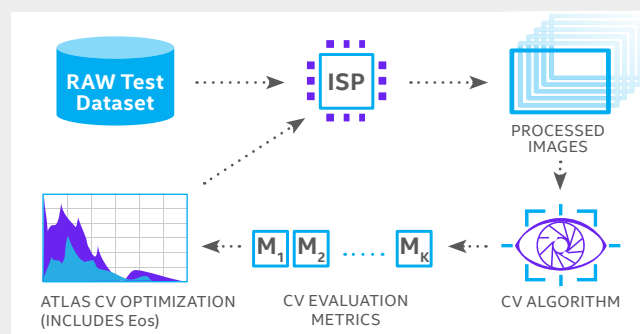 RAW Test
Dataset
ISP
PROCESSED
IMAGES
M1 M2 ..... MK
ATLAS CV OPTIMIZATION
(INCLUDES Eos)
CV EVALUATION
METRICS
CV ALGORITHM